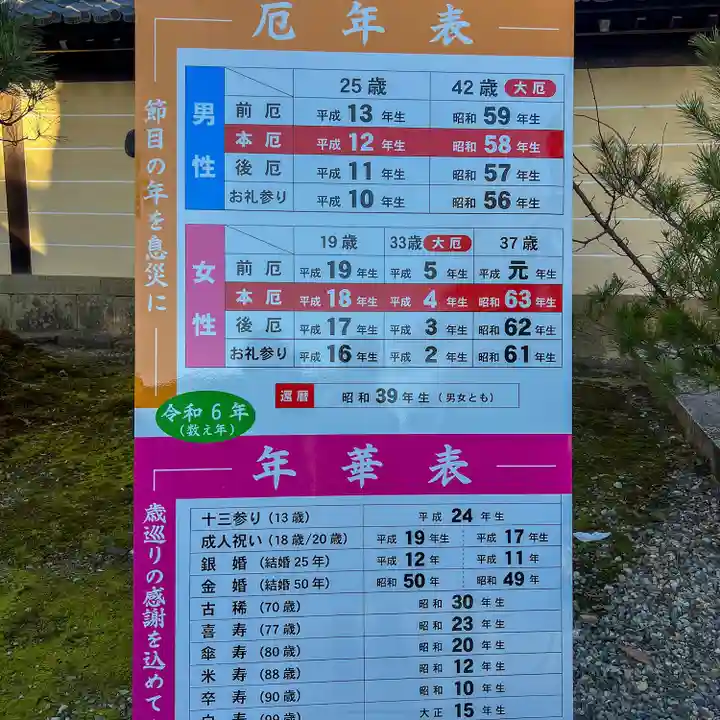 厄年表
節目の年を息災に
男性
25歳 42歳 大厄
前厄 平成13年生 昭和59年生
本厄 平成12年生 昭和58年生
後厄 平成11年生 昭和57年生
お礼参り 平成10年生 昭和56年生
女性
19歳 33歳 大厄 37歳
前厄 平成19年生 平成5年生 平成元年生
本厄 平成18年生 平成4年生 昭和63年生
後厄 平成17年生 平成3年生 昭和62年生
お礼参り 平成16年生 平成2年生 昭和61年生
還暦 昭和39年生(男女とも)
令和6年
(数え年)
年華表
歳巡りの感謝を込めて
十三参り(13歳) 平成24年生
成人祝い(18歳/20歳) 平成19年生 平成17年生
銀婚(結婚25年) 平成12年 平成11年
金婚(結婚50年) 昭和50年 昭和49年
古稀(70歳) 昭和30年生
喜寿(77歳) 昭和23年生
傘寿(80歳) 昭和20年生
米寿(88歳) 昭和12年生
卒寿(90歳) 昭和10年生
白寿(99歳) 大正15年生